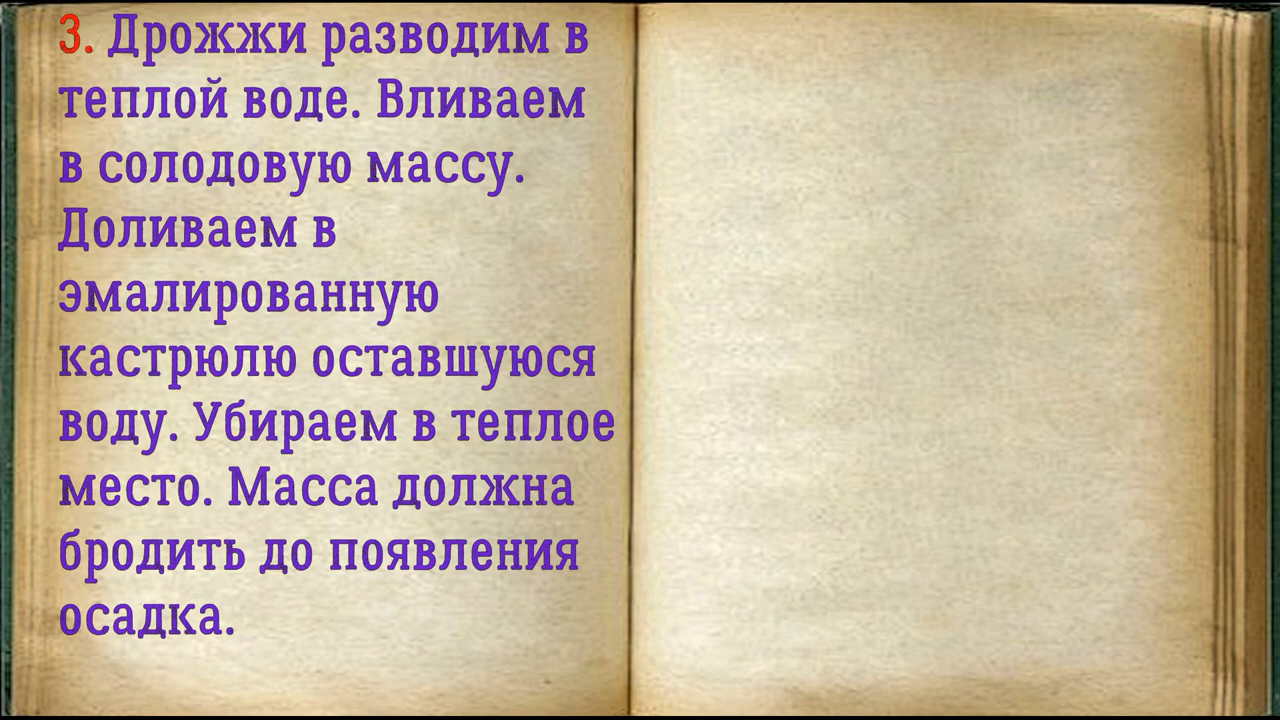 3. Дрожжи разводим в
теплой воде. Вливаем
в солодовую массу.
Доливаем в
эмалированную
кастрюлю оставшуюся
воду. Убираем в теплое
место. Масса должна
бродить до появления
осадка.